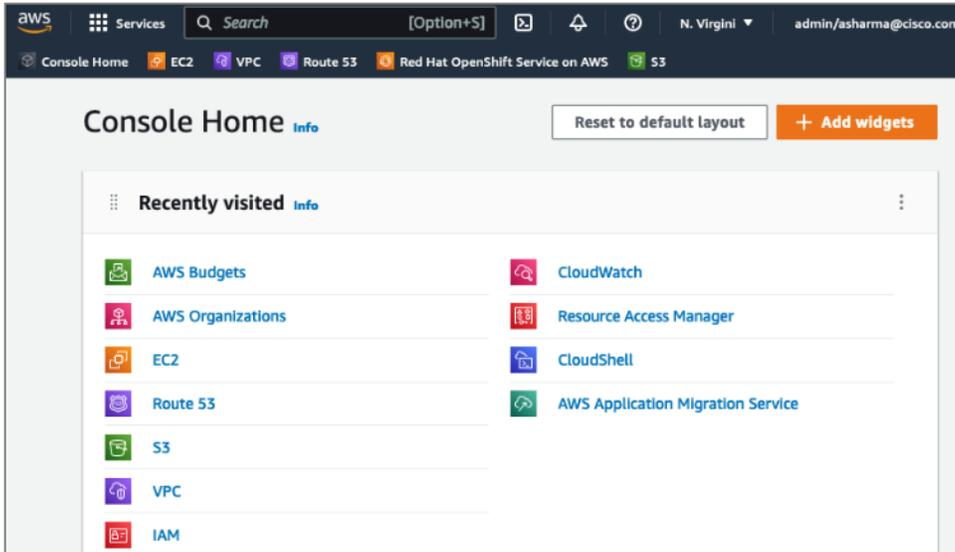 aws Services Search [Option+S] N. Virgini ▼ admin/asharma@cisco.con
Console Home EC2 VPC Route 53 Red Hat OpenShift Service on AWS S3
Console Home Info Reset to default layout + Add widgets
Recently visited Info
AWS Budgets
AWS Organizations
EC2
Route 53
S3
VPC
IAM
CloudWatch
Resource Access Manager
CloudShell
AWS Application Migration Service